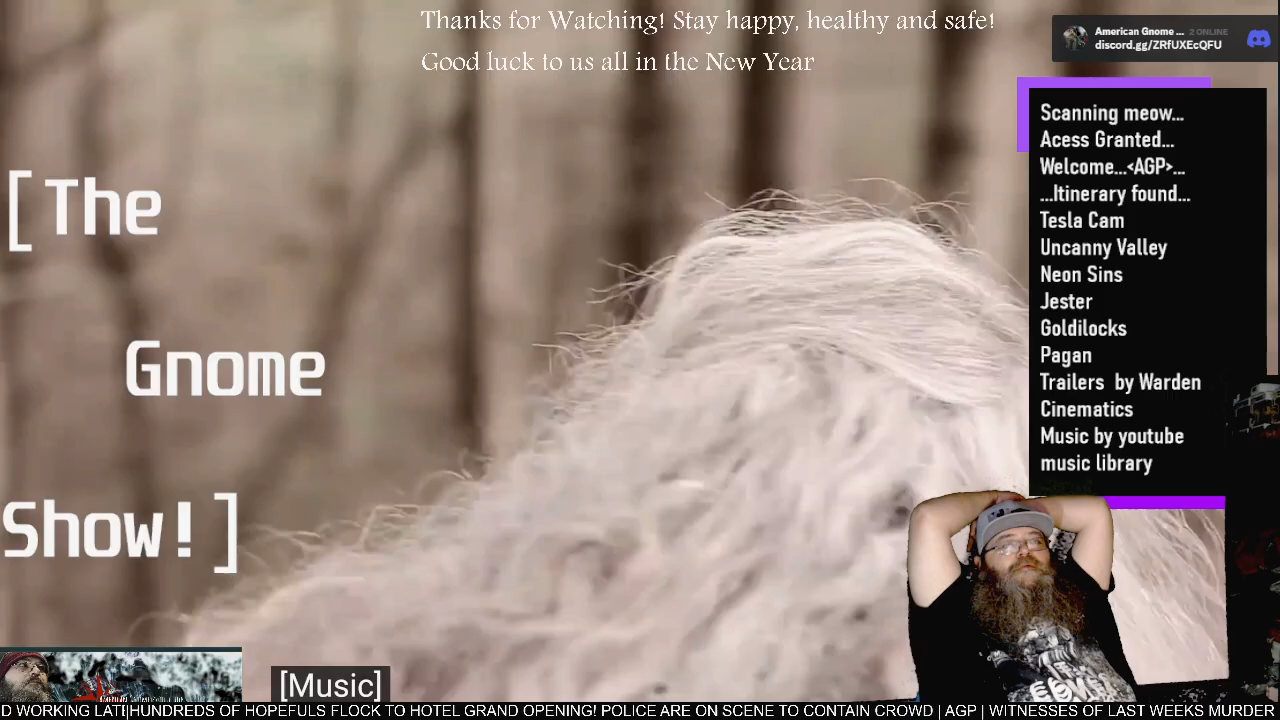 Thanks for Watching! Stay happy, healthy and safe!
Good luck to us all in the New Year
American Gnome ... 2 ONLINE
discord.gg/ZRfUXEcQFU
[The
Gnome
Show!]
Scanning meow...
Acess Granted...
Welcome...<AGP>...
...Itinerary found...
Tesla Cam
Uncanny Valley
Neon Sins
Jester
Goldilocks
Pagan
Trailers by Warden
Cinematics
Music by youtube
music library
[Music]
D WORKING LATE|HUNDREDS OF HOPEFULS FLOCK TO HOTEL GRAND OPENING! POLICE ARE ON SCENE TO CONTAIN CROWD | AGP | WITNESSES OF LAST WEEKS MURDER